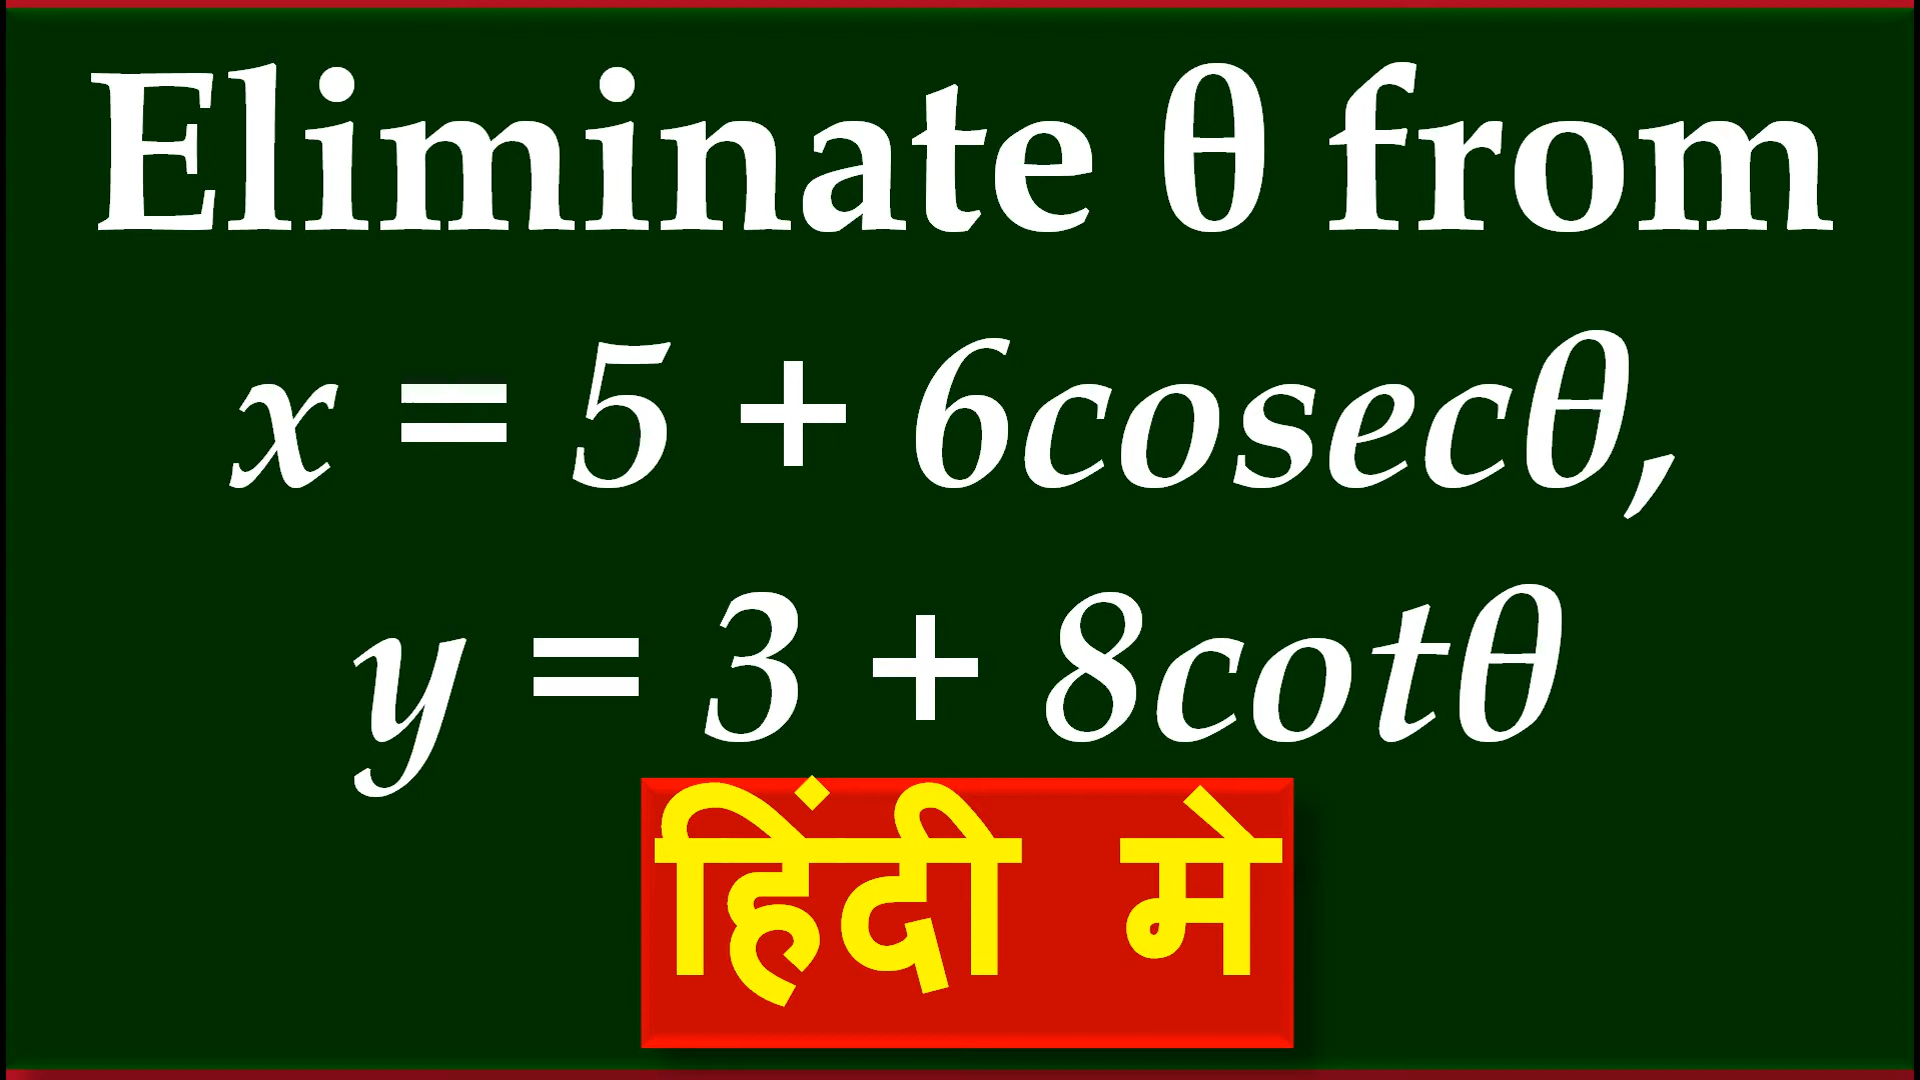 Eliminate θ from
x = 5 + 6cosecθ,
y = 3 + 8cotθ
हिंदी मे